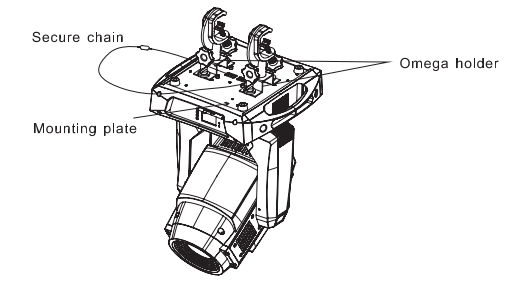 Secure chain
Omega holder
Mounting plate